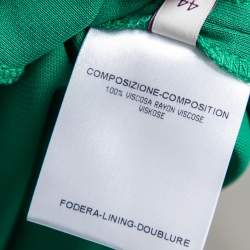 44
COMPOSIZIONE-COMPOSITION
100% VISCOSA RAYON VISCOSE
VISKOSE
FODERA-LINING-DOUBLURE